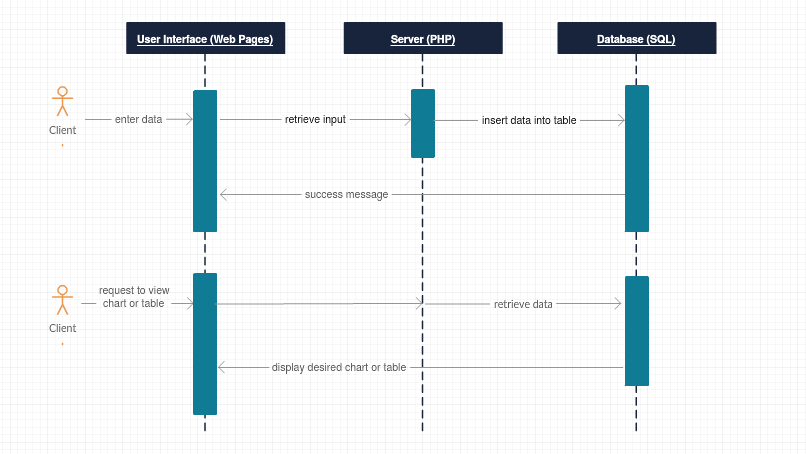 User Interface (Web Pages)
Server (PHP)
Database (SQL)
Client
enter data
retrieve input
insert data into table
success message
request to view
chart or table
Client
retrieve data
display desired chart or table